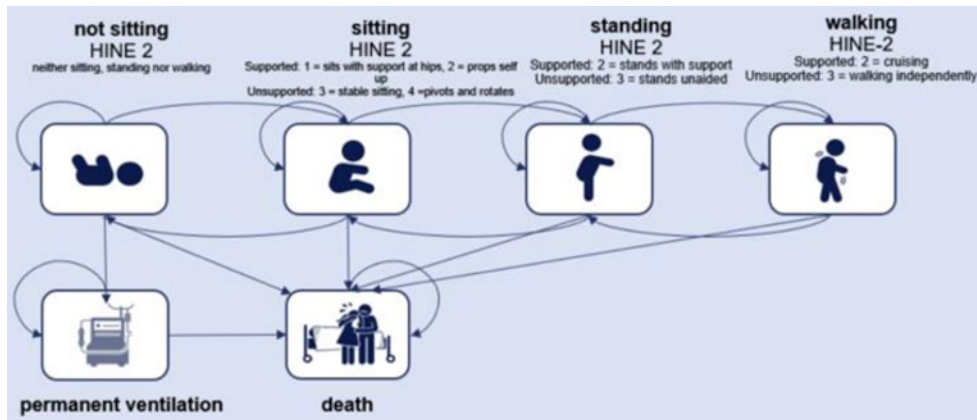 not sitting
HINE 2
neither sitting, standing nor walking
sitting
HINE 2
Supported: 1 = sits with support at hips, 2 = props self
up
Unsupported: 3 = stable sitting, 4 =pivots and rotates
standing
HINE 2
Supported: 2 = stands with support
Unsupported: 3 = stands unaided
walking
HINE-2
Supported: 2 = cruising
Unsupported: 3 = walking independently
permanent ventilation
death